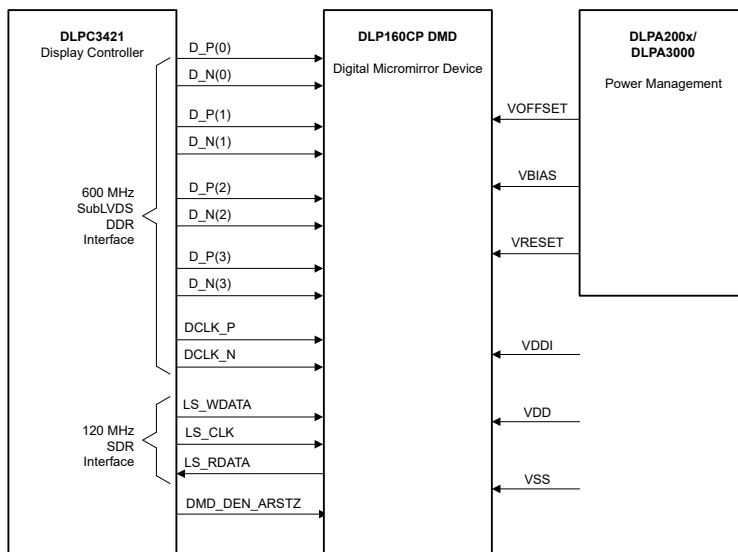 DLPC3421
Display Controller
D_P(0)
D_N(0)
D_P(1)
D_N(1)
D_P(2)
D_N(2)
D_P(3)
D_N(3)
DCLK_P
DCLK_N
600 MHz
SubLVDS
DDR
Interface
LS_WDATA
LS_CLK
LS_RDATA
120 MHz
SDR
Interface
DMD_DEN_ARSTZ
DLP160CP DMD
Digital Micromirror Device
VOFFSET
VBIAS
VRESET
VDDI
VDD
VSS
DLPA200x/
DLPA3000
Power Management